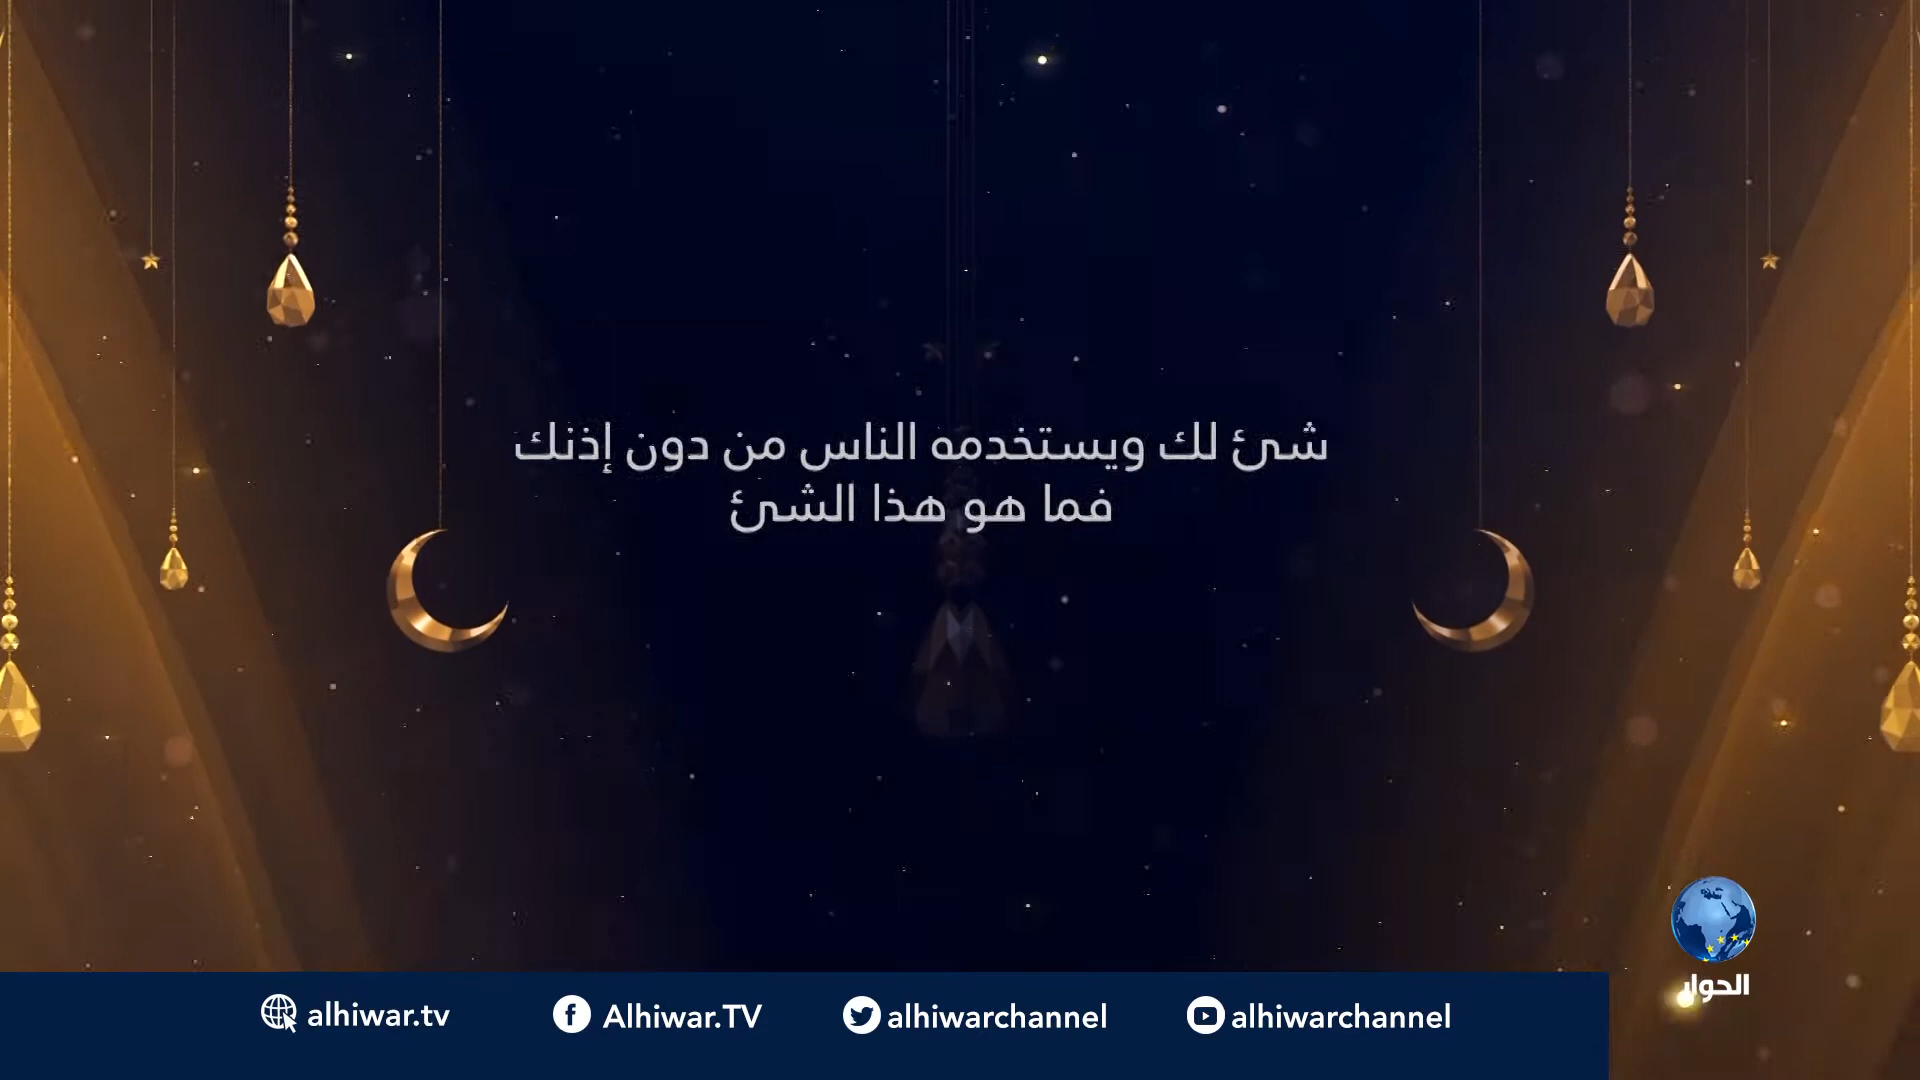 شئ لك ويستخدمه الناس من دون إذنك
فما هو هذا الشئ
الحوار
alhiwar.tv
Alhiwar.TV
alhiwarchannel
alhiwarchannel